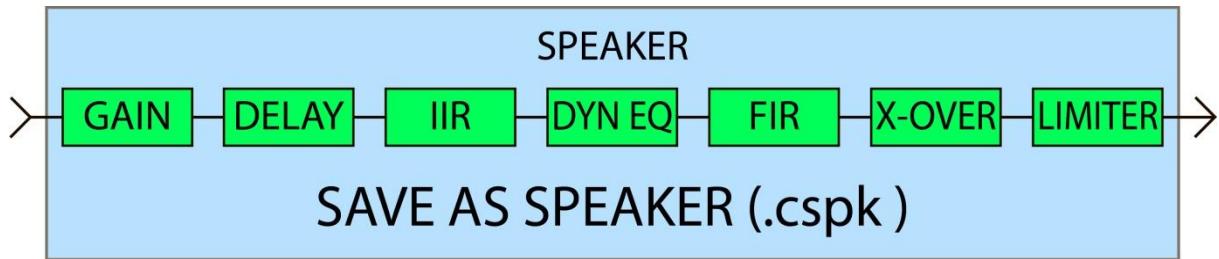 SPEAKER
GAIN DELAY IIR DYN EQ FIR X-OVER LIMITER
SAVE AS SPEAKER (.cspk )